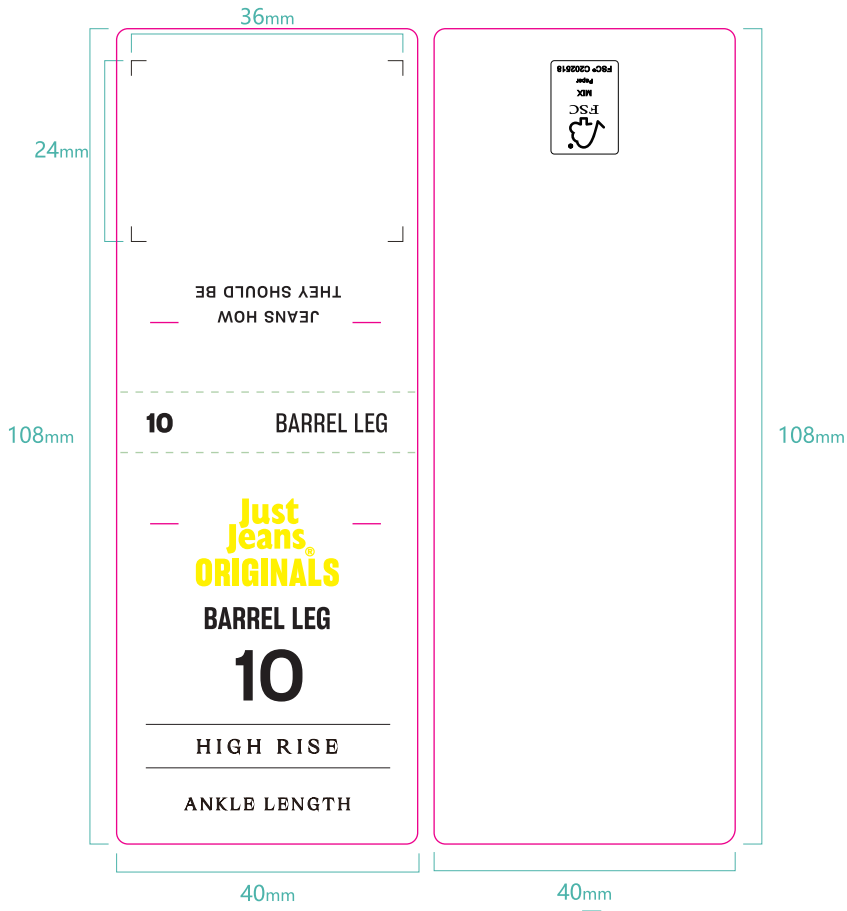 36mm
24mm
THEY SHOULD BE
JEANS HOW
108mm
10 BARREL LEG
Just
Jeans®
ORIGINALS
BARREL LEG
10
HIGH RISE
ANKLE LENGTH
40mm
FSC® C202518
Paper
MIX
FSC
108mm
40mm